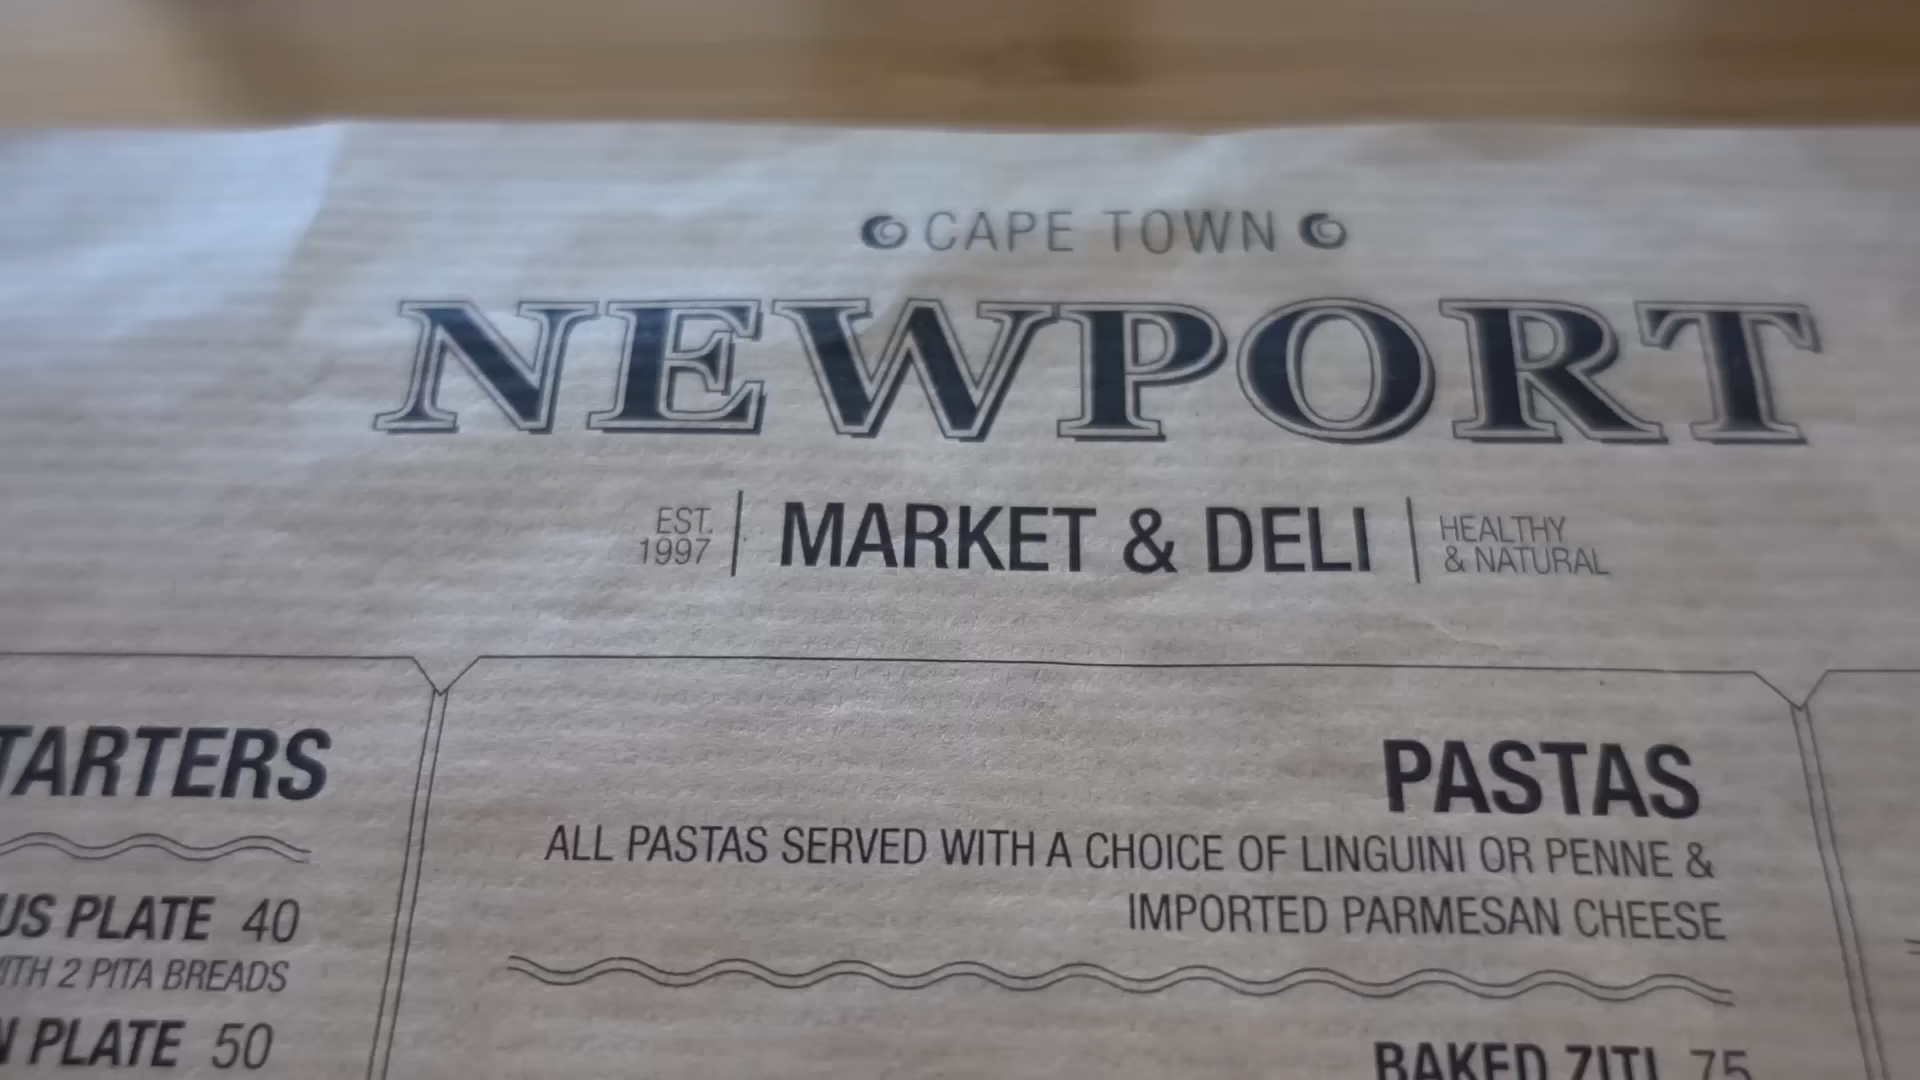 CAPE TOWN
NEWPORT
EST.
1997
MARKET & DELI
HEALTHY
& NATURAL
TARTERS
US PLATE 40
ITH 2 PITA BREADS
N PLATE 50
PASTAS
ALL PASTAS SERVED WITH A CHOICE OF LINGUINI OR PENNE &
IMPORTED PARMESAN CHEESE
BAKED ZITI 75